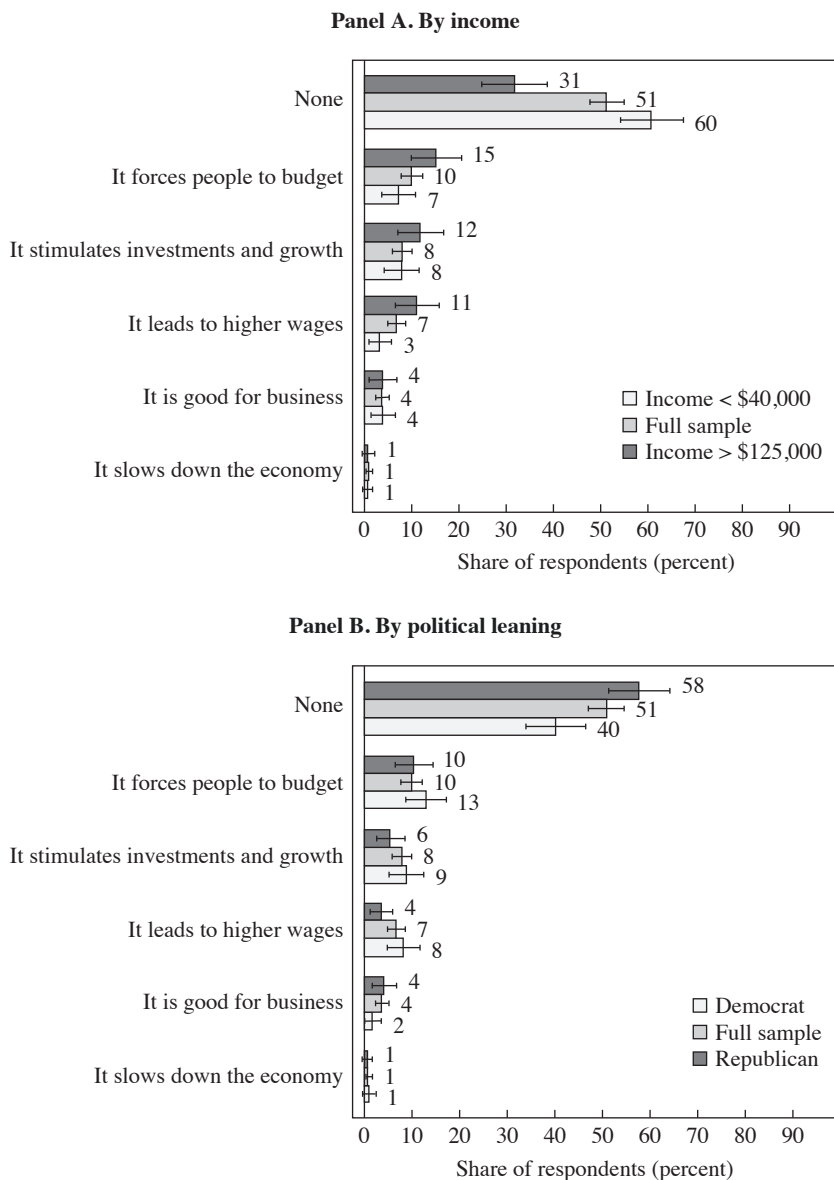 Panel A. By income
None
31
51
60
It forces people to budget
15
10
7
It stimulates investments and growth
12
8
8
It leads to higher wages
11
7
3
It is good for business
4
4
4
It slows down the economy
1
1
1
Income < $40,000
Full sample
Income > $125,000
0 10 20 30 40 50 60 70 80 90
Share of respondents (percent)
Panel B. By political leaning
None
58
51
40
It forces people to budget
10
10
13
It stimulates investments and growth
6
8
9
It leads to higher wages
4
7
8
It is good for business
4
4
2
It slows down the economy
1
1
1
Democrat
Full sample
Republican
0 10 20 30 40 50 60 70 80 90
Share of respondents (percent)